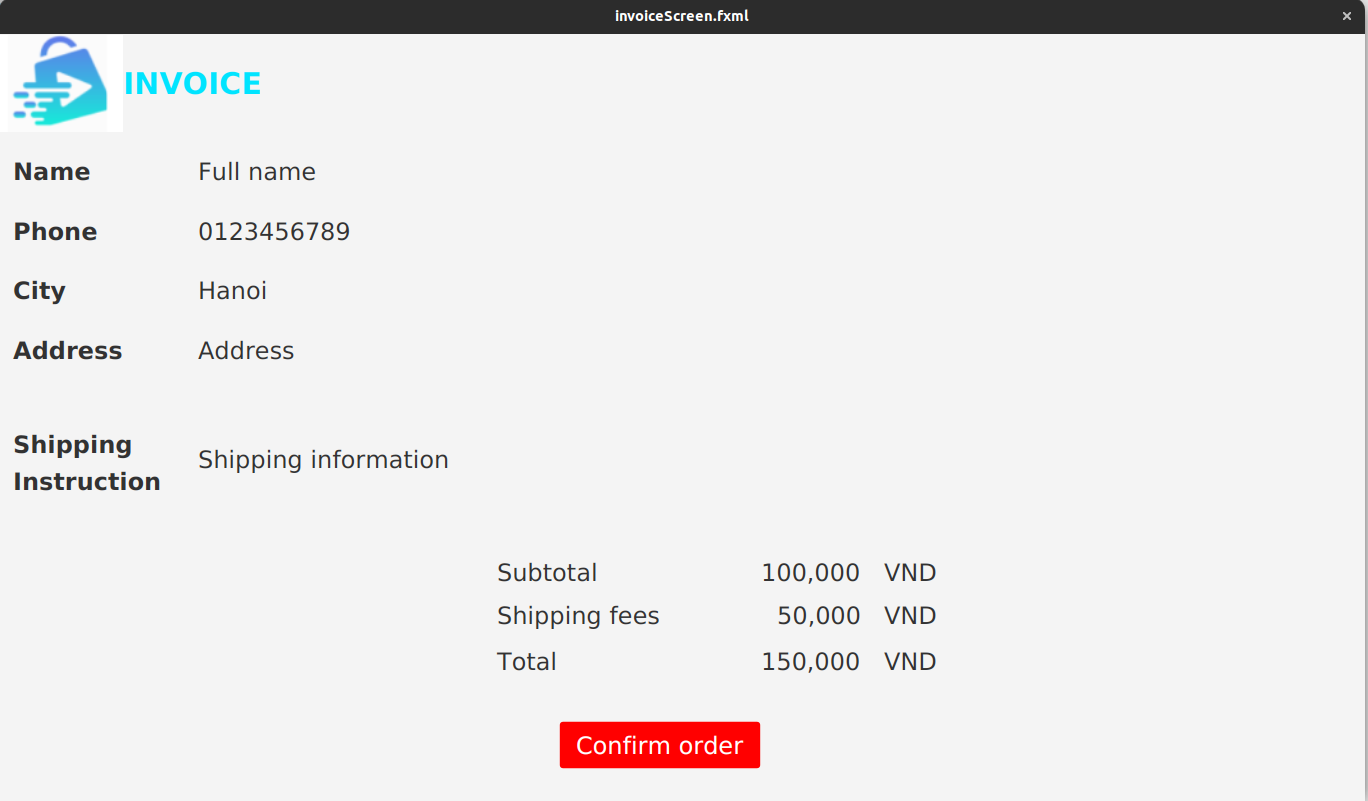 invoiceScreen.fxml
INVOICE
Name Full name
Phone 0123456789
City Hanoi
Address Address
Shipping
Instruction
Shipping information
Subtotal 100,000 VND
Shipping fees 50,000 VND
Total 150,000 VND
Confirm order